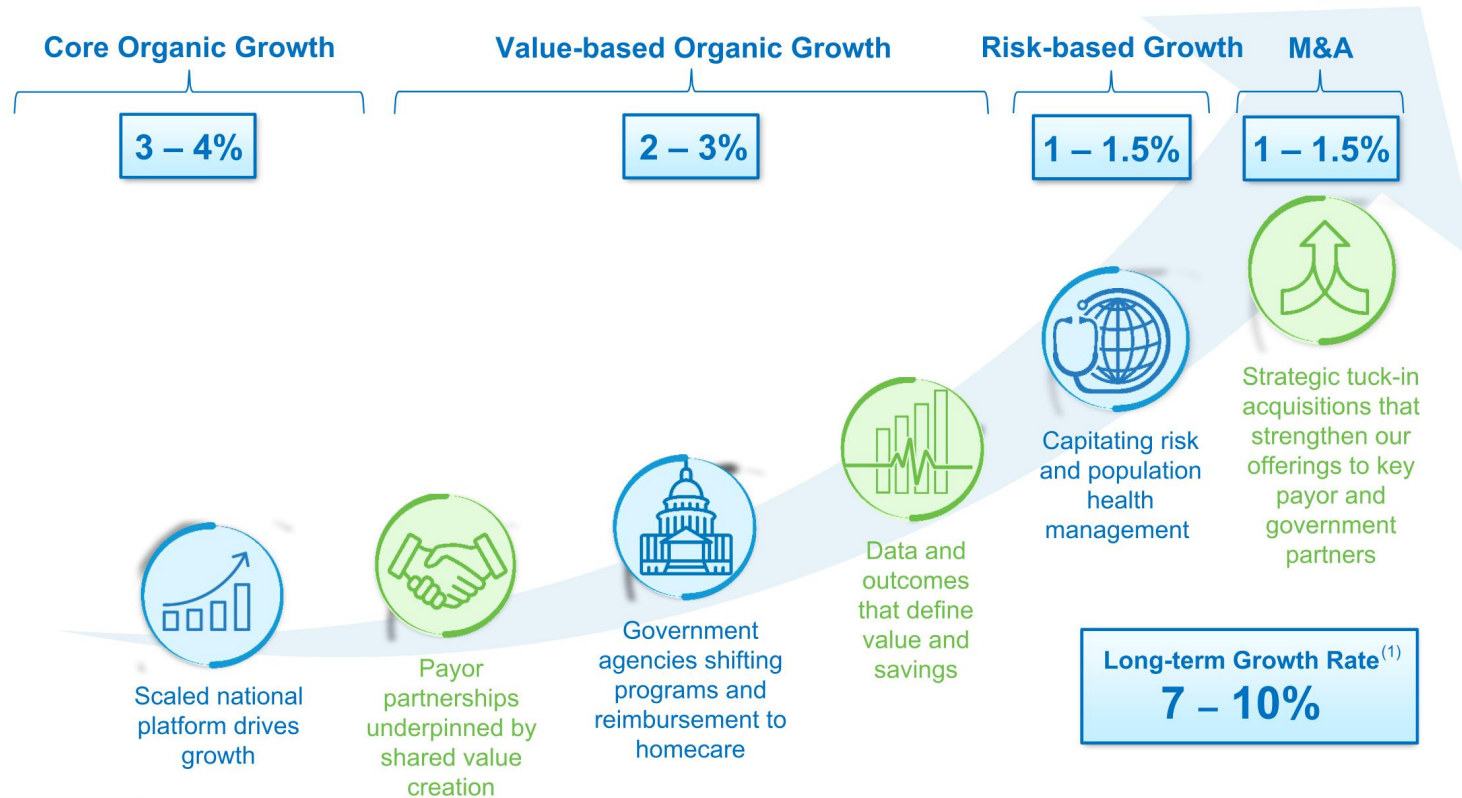 Core Organic Growth
Value-based Organic Growth
Risk-based Growth
M&A
3 – 4%
2 – 3%
1 – 1.5%
1 – 1.5%
Scaled national
platform drives
growth
Payor
partnerships
underpinned by
shared value
creation
Government
agencies shifting
programs and
reimbursement to
homecare
Data and
outcomes
that define
value and
savings
Capitating risk
and population
health
management
Strategic tuck-in
acquisitions that
strengthen our
offerings to key
payor and
government
partners
Long-term Growth Rate(1)
7 – 10%